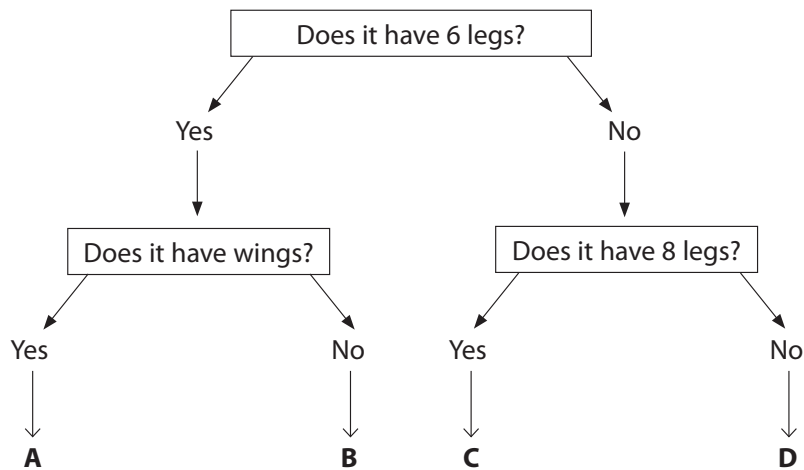 Does it have 6 legs?
Yes
No
Does it have wings?
Does it have 8 legs?
Yes
No
Yes
No
A
B
C
D